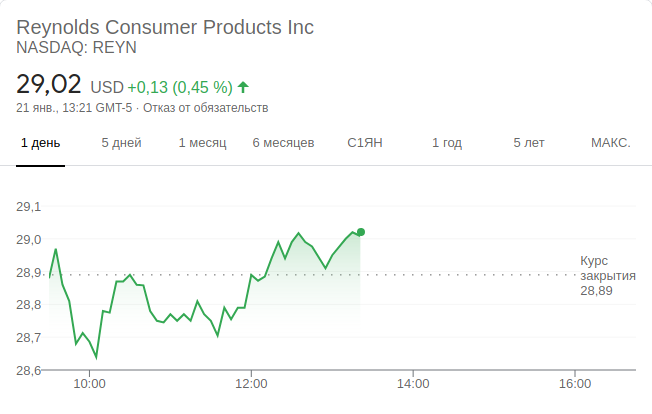 Reynolds Consumer Products Inc
NASDAQ: REYN
29,02 USD +0,13 (0,45 %)
21 янв., 13:21 GMT-5 · Отказ от обязательств
1 день 5 дней 1 месяц 6 месяцев С1ЯН 1 год 5 лет МАКС.
29,1
29,0
28,9
28,8
28,7
28,6
Курс
закрытия
28,89
10:00 12:00 14:00 16:00